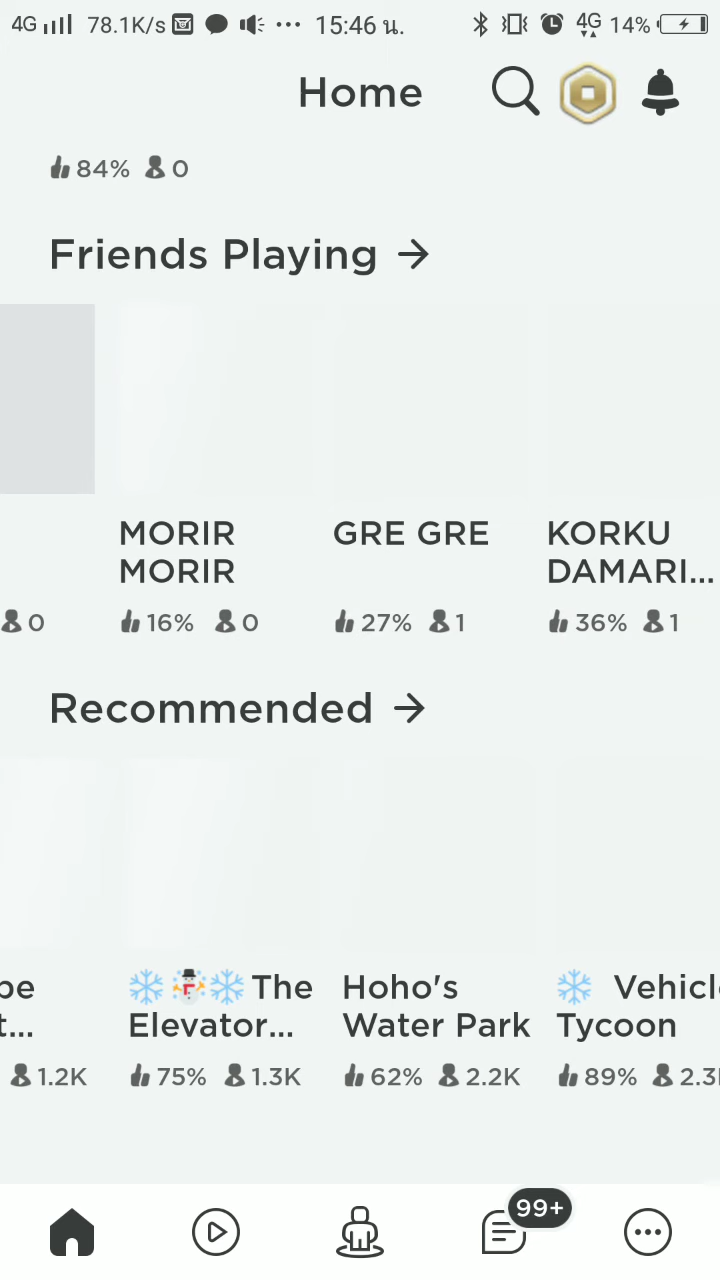 4G 78.1K/s 15:46 น. 4G 14%
Home
84% 0
Friends Playing →
MORIR MORIR
GRE GRE
KORKU DAMARI...
0
16% 0
27% 1
36% 1
Recommended →
pe
t...
❄️☃️❄️ The
Elevator...
Hoho's
Water Park
❄️ Vehicl
Tycoon
1.2K
75% 1.3K
62% 2.2K
89% 2.3
99+